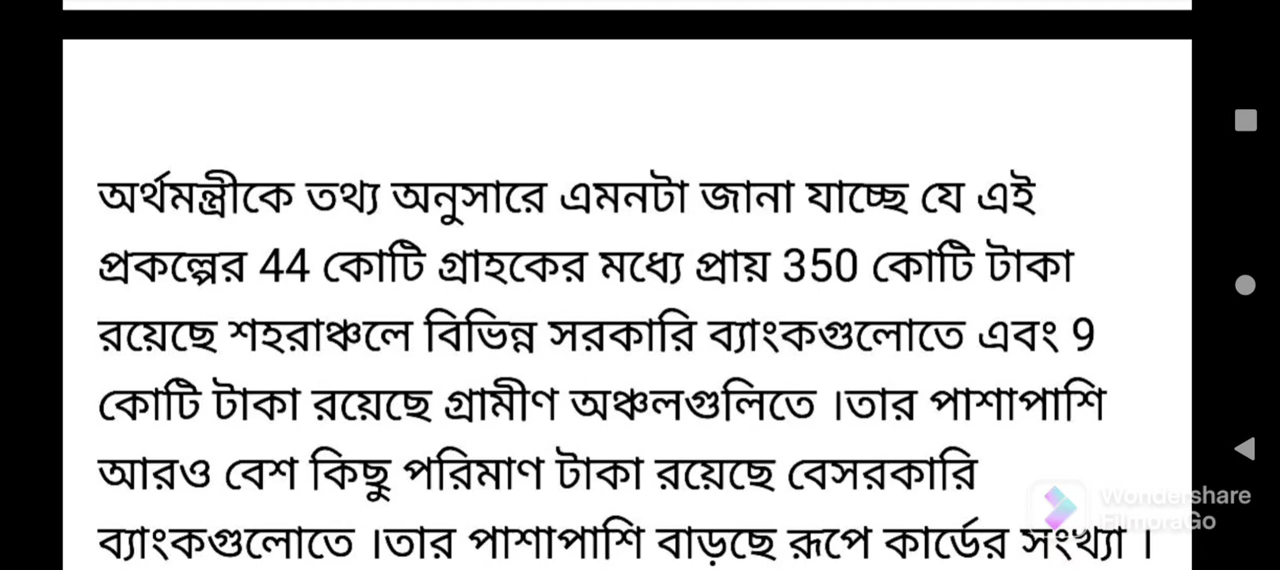 অর্থমন্ত্রীকে তথ্য অনুসারে এমনটা জানা যাচ্ছে যে এই
প্রকল্পের 44 কোটি গ্রাহকের মধ্যে প্রায় 350 কোটি টাকা
রয়েছে শহরাঞ্চলে বিভিন্ন সরকারি ব্যাংকগুলোতে এবং 9
কোটি টাকা রয়েছে গ্রামীণ অঞ্চলগুলিতে ।তার পাশাপাশি
আরও বেশ কিছু পরিমাণ টাকা রয়েছে বেসরকারি
ব্যাংকগুলোতে ।তার পাশাপাশি বাড়ছে রূপে কার্ডের সংখ্যা ।
Wondershare
FilmoraGo